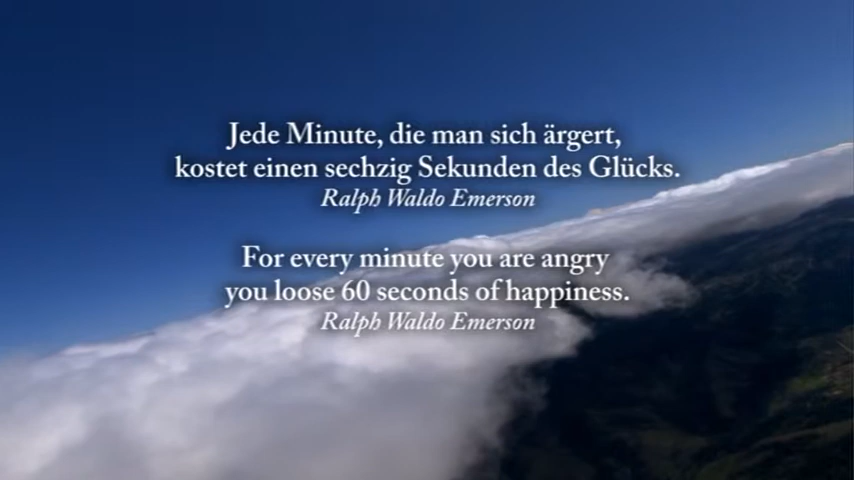 Jede Minute, die man sich ärgert,
kostet einen sechzig Sekunden des Glücks.
Ralph Waldo Emerson
For every minute you are angry
you loose 60 seconds of happiness.
Ralph Waldo Emerson